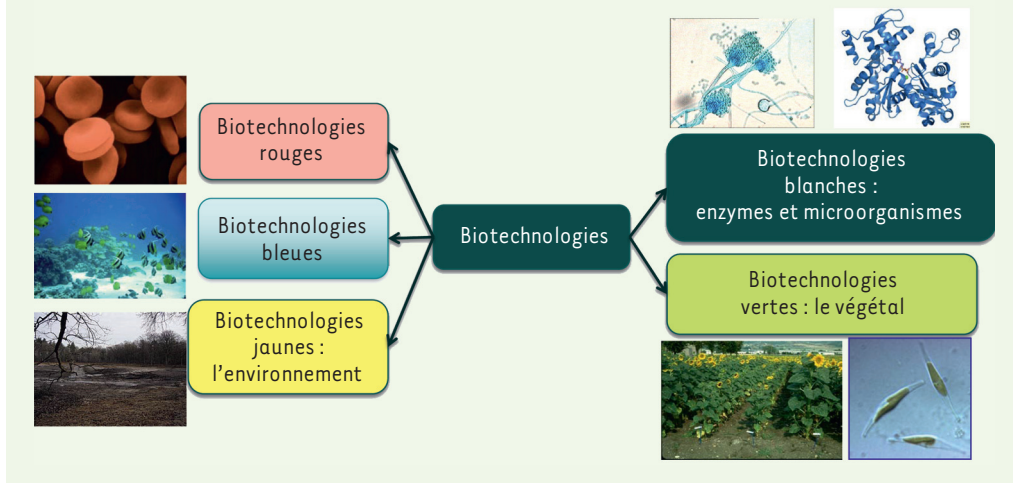 Biotechnologies
rouges
Biotechnologies
bleues
Biotechnologies
jaunes :
l'environnement
Biotechnologies
Biotechnologies
blanches :
enzymes et microorganismes
Biotechnologies
vertes : le végétal